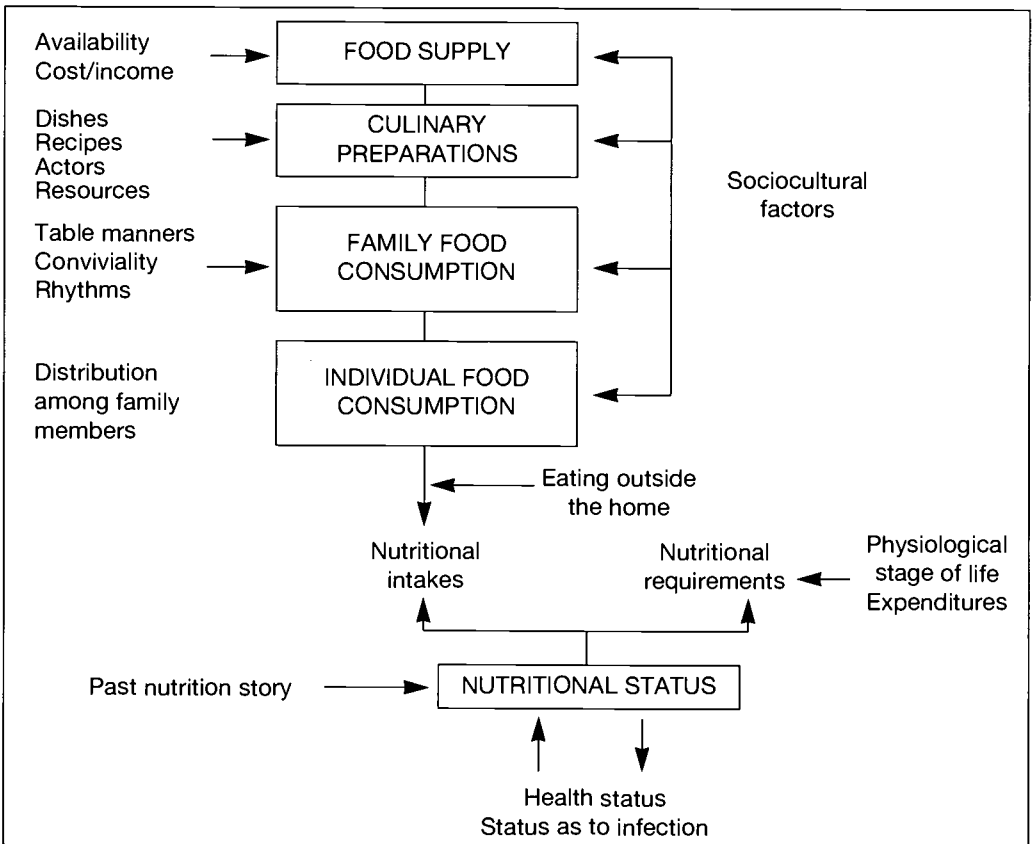 Availability
Cost/income
FOOD SUPPLY
Dishes
Recipes
Actors
Resources
CULINARY
PREPARATIONS
Sociocultural
factors
Table manners
Conviviality
Rhythms
FAMILY FOOD
CONSUMPTION
Distribution
among family
members
INDIVIDUAL FOOD
CONSUMPTION
Eating outside
the home
Nutritional
intakes
Nutritional
requirements
Physiological
stage of life
Expenditures
Past nutrition story
NUTRITIONAL STATUS
Health status
Status as to infection